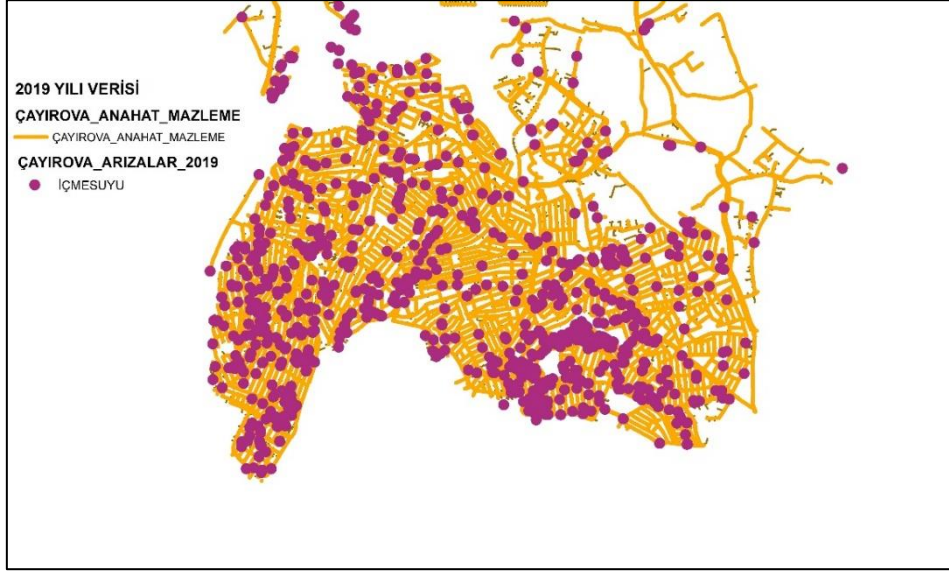 2019 YILI VERİSİ
ÇAYIROVA_ANAHAT_MAZLEME
ÇAYIROVA_ANAHAT_MAZLEME
ÇAYIROVA_ARIZALAR_2019
İÇMESUYU